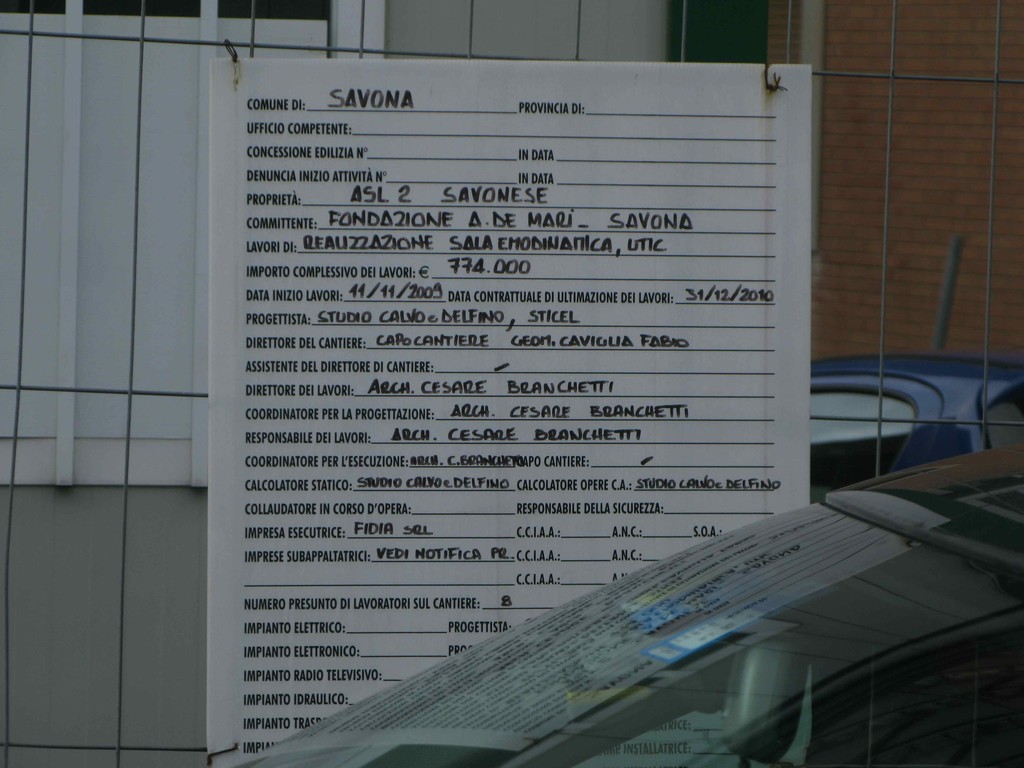 COMUNE DI: SAVONA PROVINCIA DI:
UFFICIO COMPETENTE:
CONCESSIONE EDILIZIA N° IN DATA
DENUNCIA INIZIO ATTIVITÀ N° IN DATA
PROPRIETÀ: ASL 2 SAVONESE
COMMITTENTE: FONDAZIONE A. DE MARI - SAVONA
LAVORI DI: REALIZZAZIONE SALA EMODINATICA, UTIC
IMPORTO COMPLESSIVO DEI LAVORI: € 774.000
DATA INIZIO LAVORI: 11/11/2009 DATA CONTRATTUALE DI ULTIMAZIONE DEI LAVORI: 31/12/2010
PROGETTISTA: STUDIO CALVO e DELFINO, STICEL
DIRETTORE DEL CANTIERE: CAPO CANTIERE GEOM. CAVIGLIA FABIO
ASSISTENTE DEL DIRETTORE DI CANTIERE: -
DIRETTORE DEI LAVORI: ARCH. CESARE BRANCHETTI
COORDINATORE PER LA PROGETTAZIONE: ARCH. CESARE BRANCHETTI
RESPONSABILE DEI LAVORI: ARCH. CESARE BRANCHETTI
COORDINATORE PER L'ESECUZIONE: ARCH. C. BRANCHETTI CAPO CANTIERE: -
CALCOLATORE STATICO: STUDIO CALVO e DELFINO CALCOLATORE OPERE C.A.: STUDIO CALVO e DELFINO
COLLAUDATORE IN CORSO D'OPERA: RESPONSABILE DELLA SICUREZZA:
IMPRESA ESECUTRICE: FIDIA SRL C.C.I.A.A.: A.N.C.: S.O.A.:
IMPRESE SUBAPPALTATRICI: VEDI NOTIFICA PR. C.C.I.A.A.: A.N.C.:
C.C.I.A.A.:
NUMERO PRESUNTO DI LAVORATORI SUL CANTIERE: 8
IMPIANTO ELETTRICO: PROGETTISTA:
IMPIANTO ELETTRONICO:
IMPIANTO RADIO TELEVISIVO:
IMPIANTO IDRAULICO:
IMPIANTO
INSTALLATRICE: